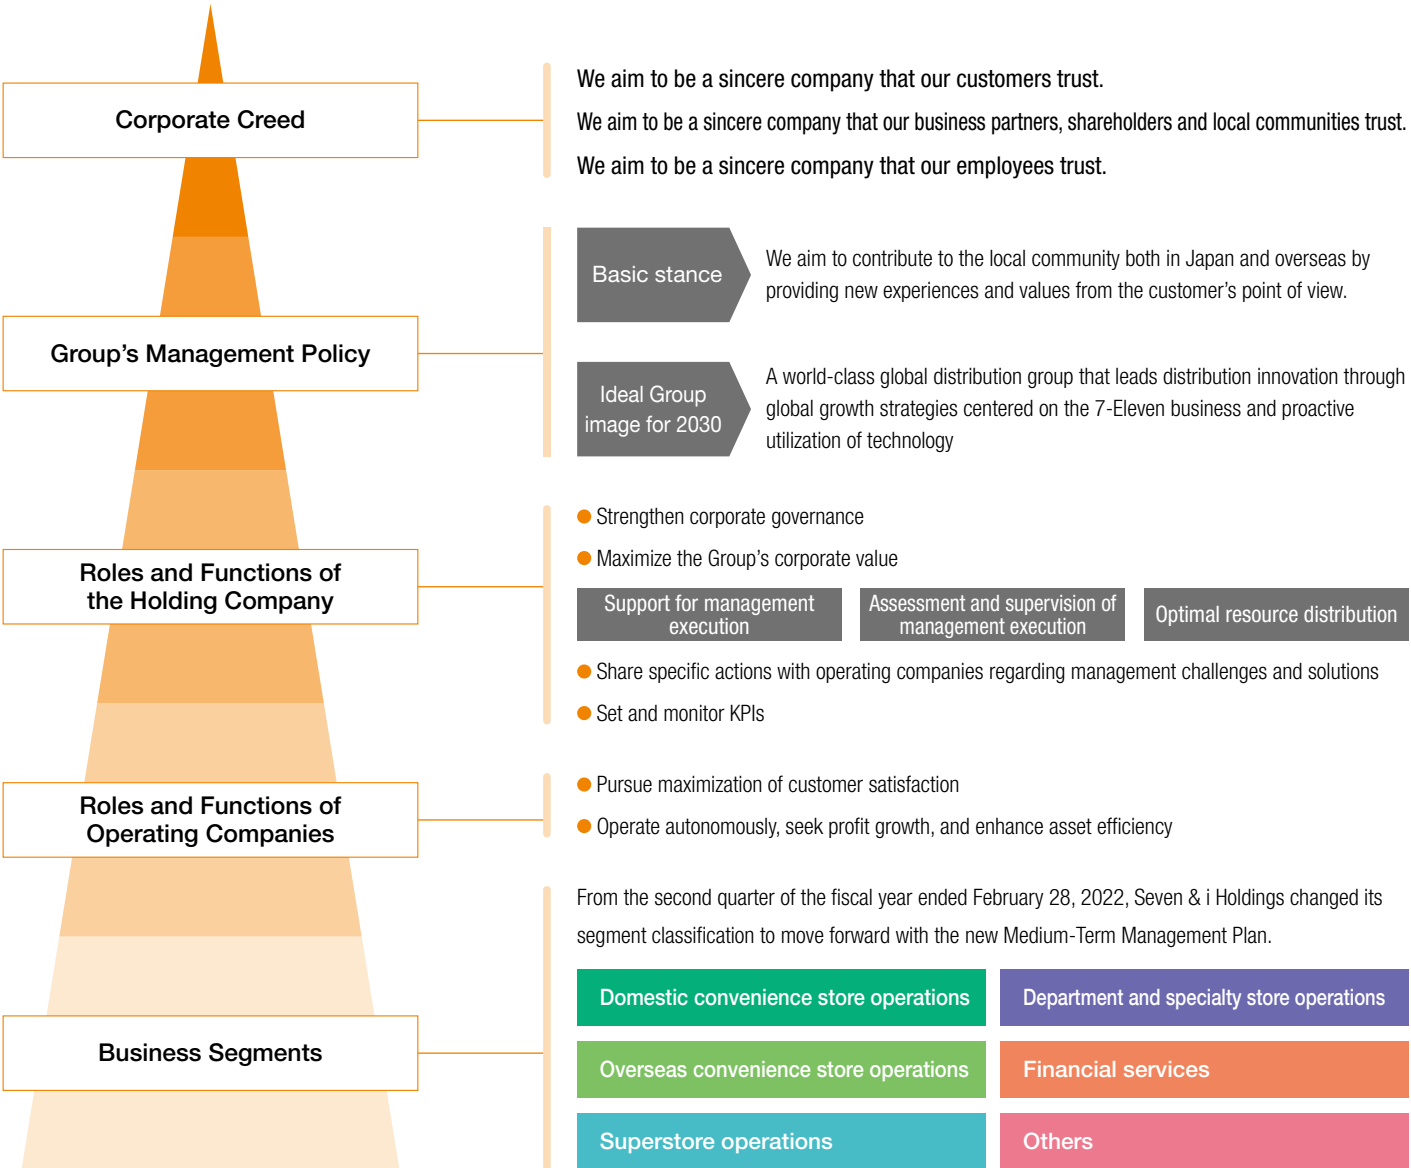 Corporate Creed
We aim to be a sincere company that our customers trust.
We aim to be a sincere company that our business partners, shareholders and local communities trust.
We aim to be a sincere company that our employees trust.
Group’s Management Policy
Basic stance
We aim to contribute to the local community both in Japan and overseas by
providing new experiences and values from the customer’s point of view.
Ideal Group
image for 2030
A world-class global distribution group that leads distribution innovation through
global growth strategies centered on the 7-Eleven business and proactive
utilization of technology
Roles and Functions of
the Holding Company
Strengthen corporate governance
Maximize the Group’s corporate value
Support for management
execution
Assessment and supervision of
management execution
Optimal resource distribution
Share specific actions with operating companies regarding management challenges and solutions
Set and monitor KPIs
Roles and Functions of
Operating Companies
Pursue maximization of customer satisfaction
Operate autonomously, seek profit growth, and enhance asset efficiency
Business Segments
From the second quarter of the fiscal year ended February 28, 2022, Seven & i Holdings changed its
segment classification to move forward with the new Medium-Term Management Plan.
Domestic convenience store operations
Department and specialty store operations
Overseas convenience store operations
Financial services
Superstore operations
Others